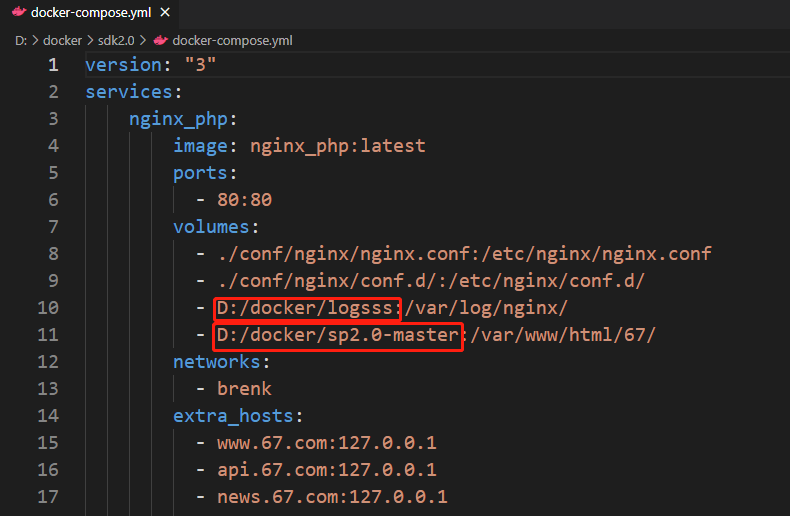 docker-compose.yml ×
D: > docker > sdk2.0 > docker-compose.yml
1 version: "3"
2 services:
3 nginx_php:
4 image: nginx_php:latest
5 ports:
6 - 80:80
7 volumes:
8 - ./conf/nginx/nginx.conf:/etc/nginx/nginx.conf
9 - ./conf/nginx/conf.d/:/etc/nginx/conf.d/
10 - D:/docker/logsss:/var/log/nginx/
11 - D:/docker/sp2.0-master:/var/www/html/67/
12 networks:
13 - brenk
14 extra_hosts:
15 - www.67.com:127.0.0.1
16 - api.67.com:127.0.0.1
17 - news.67.com:127.0.0.1